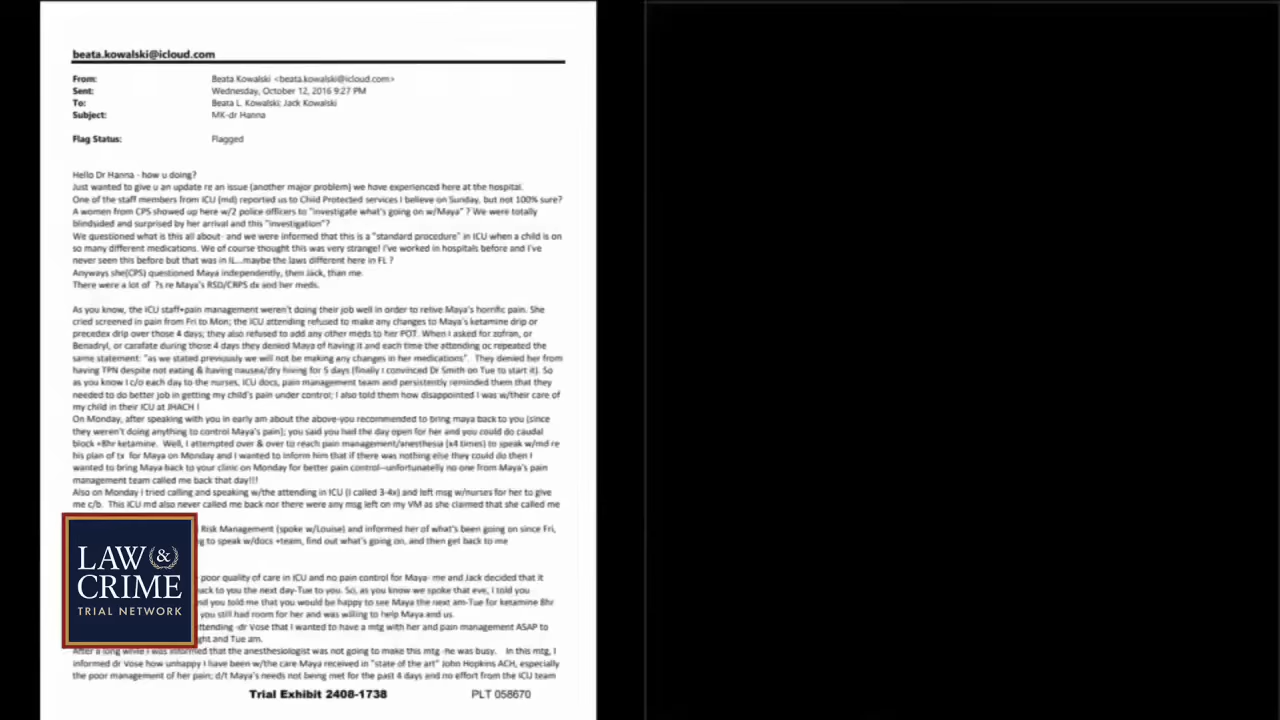 beata.kowalski@icloud.com
From: Beata Kowalski <beata.kowalski@icloud.com>
Sent: Wednesday, October 12, 2016 9:27 PM
To: Beata L. Kowalski; Jack Kowalski
Subject: MK-dr Hanna
Flag Status: Flagged
Hello Dr Hanna - how u doing?
Just wanted to give u an update re an issue (another major problem) we have experienced here at the hospital.
One of the staff members from ICU (md) reported us to Child Protected services I believe on Sunday, but not 100% sure?
A women from CPS showed up here w/2 police officers to "investigate what's going on w/Maya" ? We were totally
blindsided and surprised by her arrival and this "investigation"?
We questioned what is this all about- and we were informed that this is a "standard procedure" in ICU when a child is on
so many different medications. We of course thought this was very strange! I've worked in hospitals before and I've
never seen this before but that was in IL...maybe the laws different here in FL ?
Anyways she(CPS) questioned Maya independently, then Jack, than me.
There were a lot of ?s re Maya's RSD/CRPS dx and her meds.
As you know, the ICU staff+pain management weren't doing their job well in order to relive Maya's horrific pain. She
cried screened in pain from Fri to Mon; the ICU attending refused to make any changes to Maya's ketamine drip or
precedex drip over those 4 days; they also refused to add any other meds to her POT. When I asked for zofran, or
Benadryl, or carafate during those 4 days they denied Maya of having it and each time the attending oc repeated the
same statement: "as we stated previously we will not be making any changes in her medications". They denied her from
having TPN despite not eating & having nausea/dry hiving for 5 days (finally I convinced Dr Smith on Tue to start it). So
as you know I c/o each day to the nurses, ICU docs, pain management team and persistently reminded them that they
needed to do better job in getting my child's pain under control; I also told them how disappointed I was w/their care of
my child in their ICU at JHACH !
On Monday, after speaking with you in early am about the above-you recommended to bring maya back to you (since
they weren't doing anything to control Maya's pain); you said you had the day open for her and you could do caudal
block +8hr ketamine. Well, I attempted over & over to reach pain management/anesthesia (x4 times) to speak w/md re
his plan of tx for Maya on Monday and I wanted to inform him that if there was nothing else they could do then I
wanted to bring Maya back to your clinic on Monday for better pain control--unfortunatelly no one from Maya's pain
management team called me back that day!!!
Also on Monday I tried calling and speaking w/the attending in ICU (I called 3-4x) and left msg w/nurses for her to give
me c/b. This ICU md also never called me back nor there were any msg left on my VM as she claimed that she called me
Risk Management (spoke w/Louise) and informed her of what's been going on since Fri,
g to speak w/docs +team, find out what's going on, and then get back to me
poor quality of care in ICU and no pain control for Maya- me and Jack decided that it
ack to you the next day-Tue to you. So, as you know we spoke that eve, I told you
nd you told me that you would be happy to see Maya the next am-Tue for ketamine 8hr
you still had room for her and was willing to help Maya and us.
ttending -dr Vose that I wanted to have a mtg with her and pain management ASAP to
ght and Tue am.
After a long while I was informed that the anesthesiologist was not going to make this mtg -he was busy. In this mtg, I
informed dr Vose how unhappy I have been w/the care Maya received in "state of the art" John Hopkins ACH, especially
the poor management of her pain; d/t Maya's needs not being met for the past 4 days and no effort from the ICU team
Trial Exhibit 2408-1738
PLT 058670
LAW &
CRIME
TRIAL NETWORK